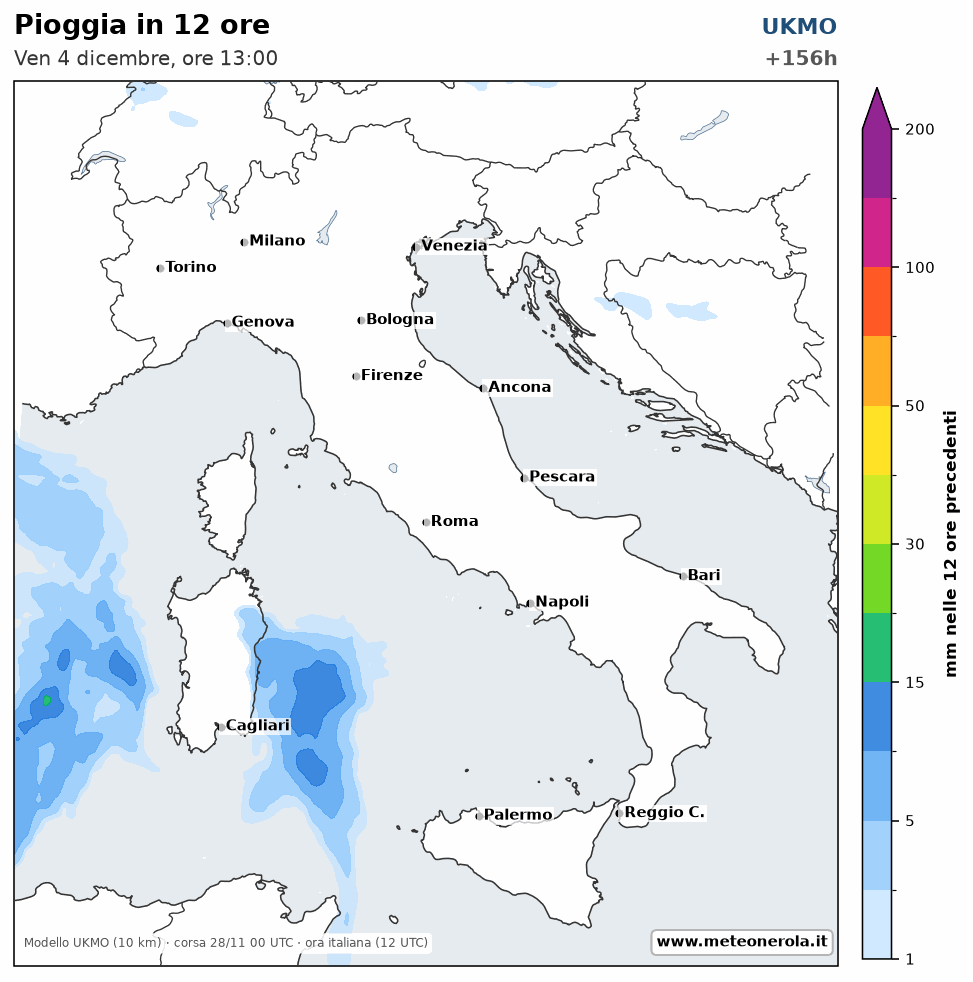 Pioggia in 12 ore
UKMO
Ven 4 dicembre, ore 13:00
+156h
Milano
Venezia
Torino
Genova
Bologna
Firenze
Ancona
Pescara
Roma
Bari
Napoli
Cagliari
Palermo
Reggio C.
200
100
50
30
15
5
1
mm nelle 12 ore precedenti
Modello UKMO (10 km) · corsa 28/11 00 UTC · ora italiana (12 UTC)
www.meteonerola.it